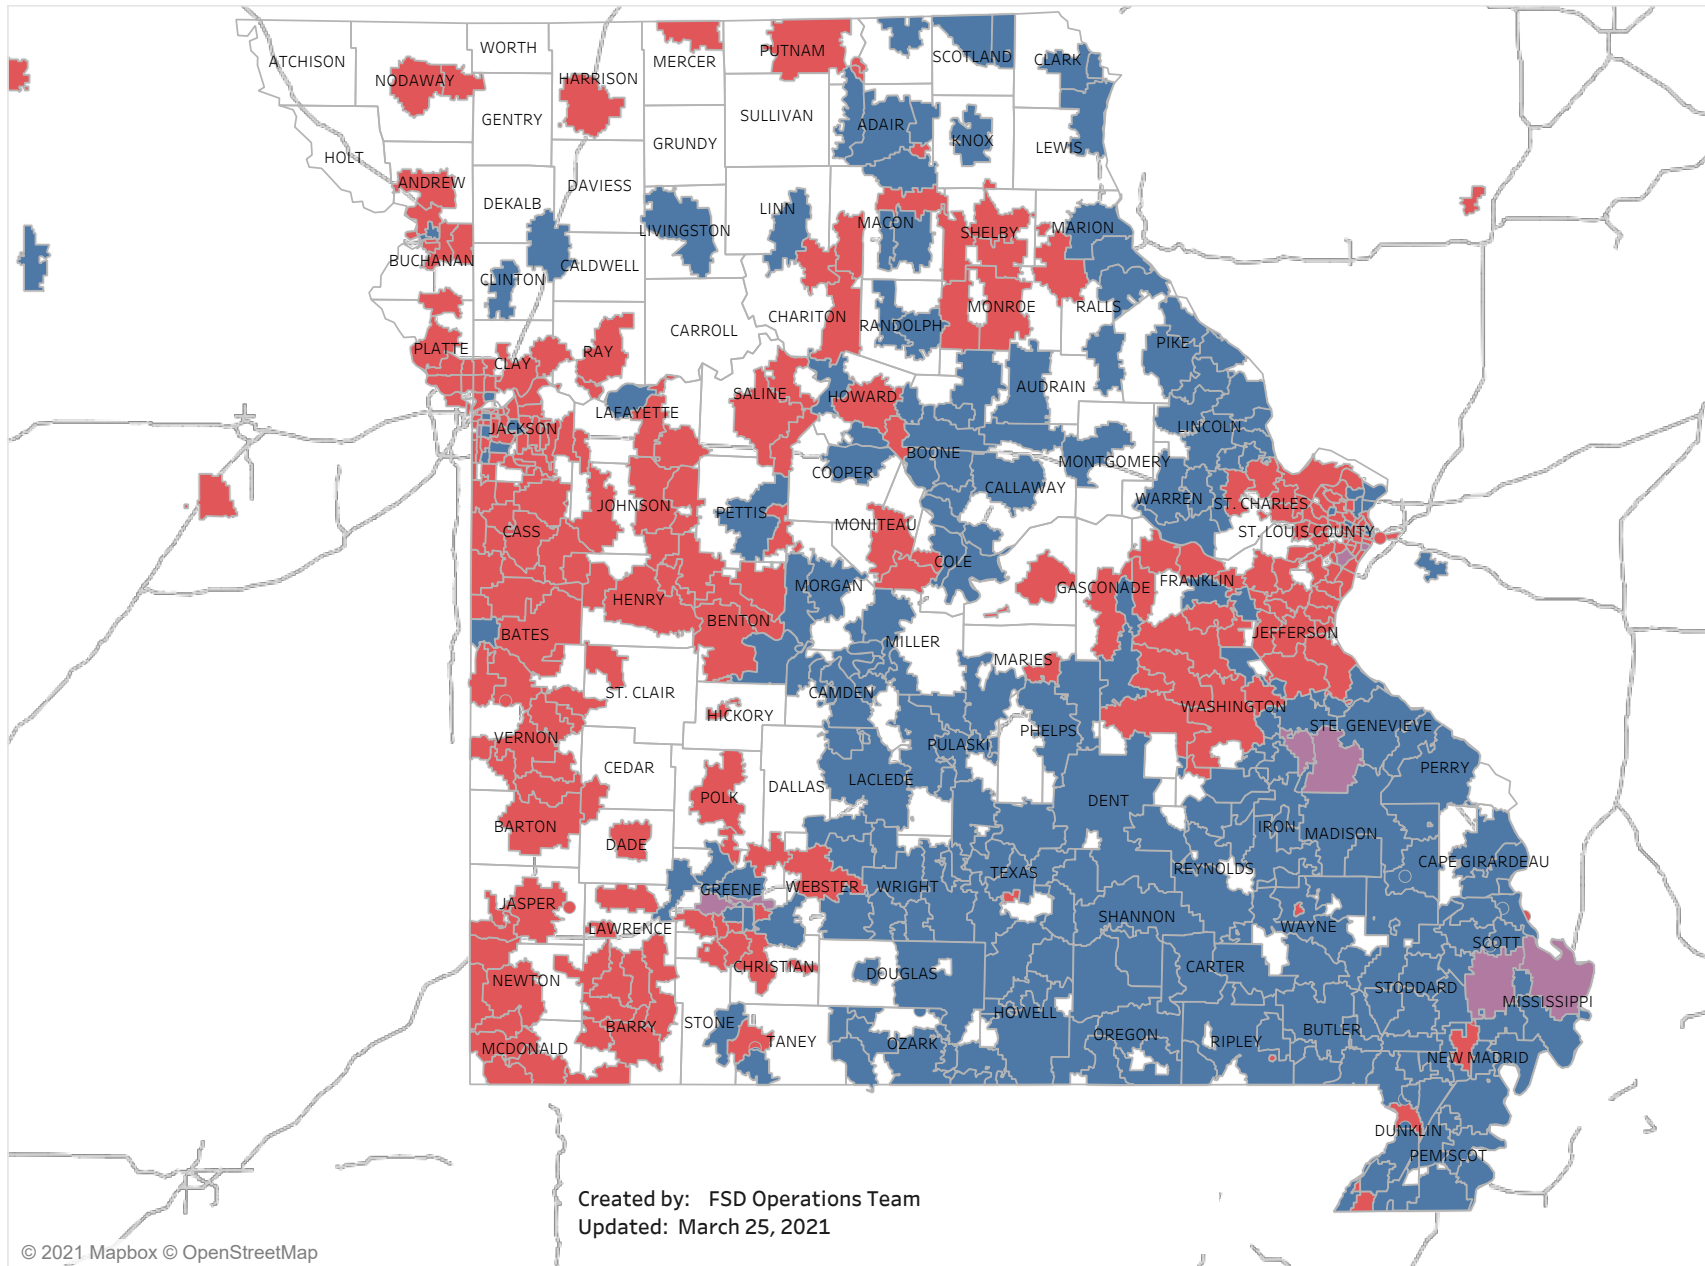 ATCHISON
WORTH
NODAWAY
HARRISON
MERCER
PUTNAM
SCOTLAND
CLARK
GENTRY
SULLIVAN
ADAIR
KNOX
LEWIS
HOLT
GRUNDY
ANDREW
DEKALB
DAVIESS
LINN
LIVINGSTON
MACON
SHELBY
MARION
BUCHANAN
CLINTON
CALDWELL
CHARITON
RANDOLPH
MONROE
RALLS
CARROLL
PLATTE
CLAY
RAY
PIKE
SALINE
HOWARD
AUDRAIN
LAFAYETTE
JACKSON
LINCOLN
COOPER
BOONE
MONTGOMERY
CALLAWAY
WARREN
ST. CHARLES
JOHNSON
PETTIS
MONITEAU
CASS
ST. LOUIS COUNTY
COLE
MORGAN
GASCONADE
FRANKLIN
HENRY
BENTON
BATES
MILLER
JEFFERSON
MARIES
ST. CLAIR
CAMDEN
HICKORY
WASHINGTON
VERNON
PULASKI
PHELPS
STE. GENEVIEVE
CEDAR
LACLEDE
PERRY
DALLAS
POLK
DENT
BARTON
IRON
MADISON
DADE
CAPE GIRARDEAU
TEXAS
REYNOLDS
GREENE
WEBSTER
WRIGHT
JASPER
SHANNON
LAWRENCE
WAYNE
SCOTT
CHRISTIAN
DOUGLAS
CARTER
NEWTON
STODDARD
MISSISSIPPI
HOWELL
STONE
BARRY
TANEY
OZARK
OREGON
RIPLEY
BUTLER
MCDONALD
NEW MADRID
DUNKLIN
PEMISCOT
Created by: FSD Operations Team
Updated: March 25, 2021
© 2021 Mapbox © OpenStreetMap